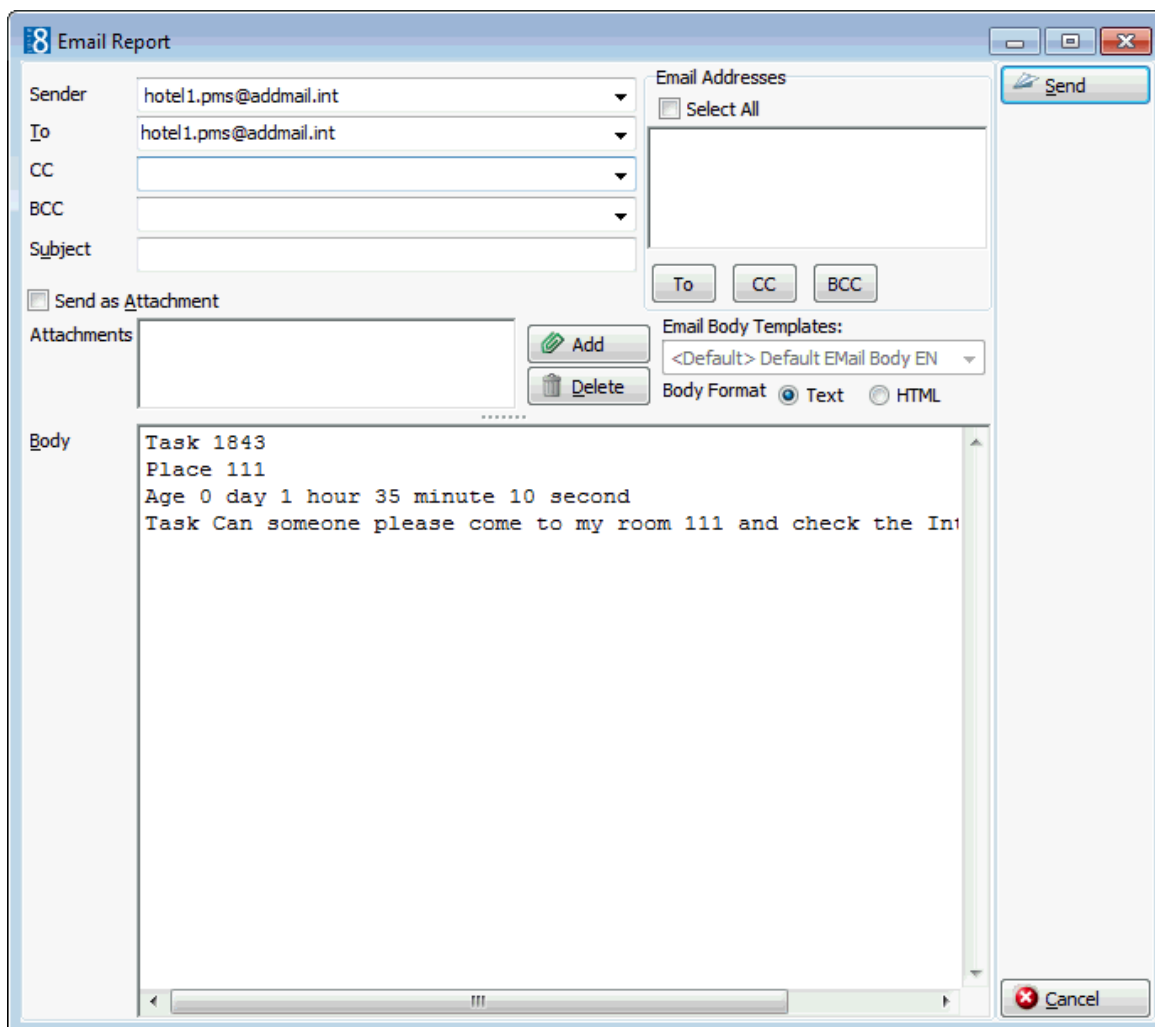 8 Email Report
Sender
hotel1.pms@addmail.int
To
hotel1.pms@addmail.int
CC
BCC
Subject
Send as Attachment
Attachments
Add
Delete
Email Addresses
Select All
To CC BCC
Email Body Templates:
<Default> Default EMail Body EN
Body Format Text HTML
Body
Task 1843
Place 111
Age 0 day 1 hour 35 minute 10 second
Task Can someone please come to my room 111 and check the Int
Send
Cancel